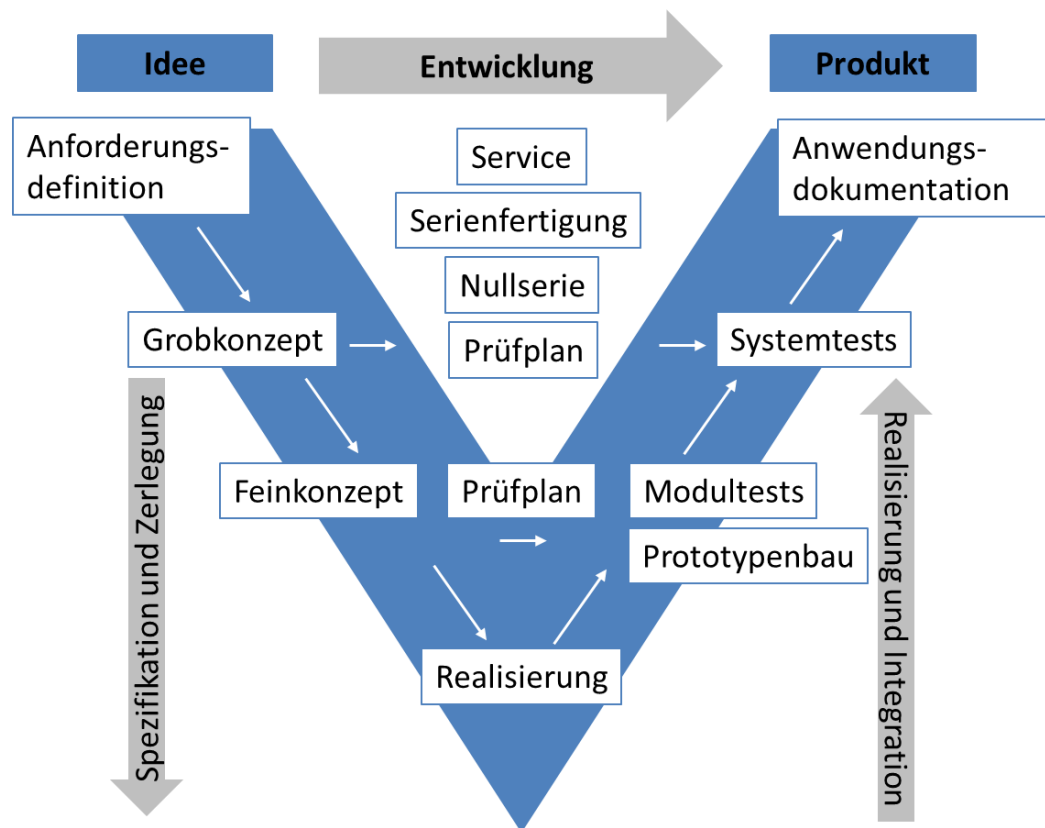 Idee
Entwicklung
Produkt
Anforderungs-
definition
Service
Anwendungs-
dokumentation
Serienfertigung
Nullserie
Grobkonzept
Prüfplan
Systemtests
Spezifikation und Zerlegung
Realisierung und Integration
Feinkonzept
Prüfplan
Modultests
Prototypenbau
Realisierung